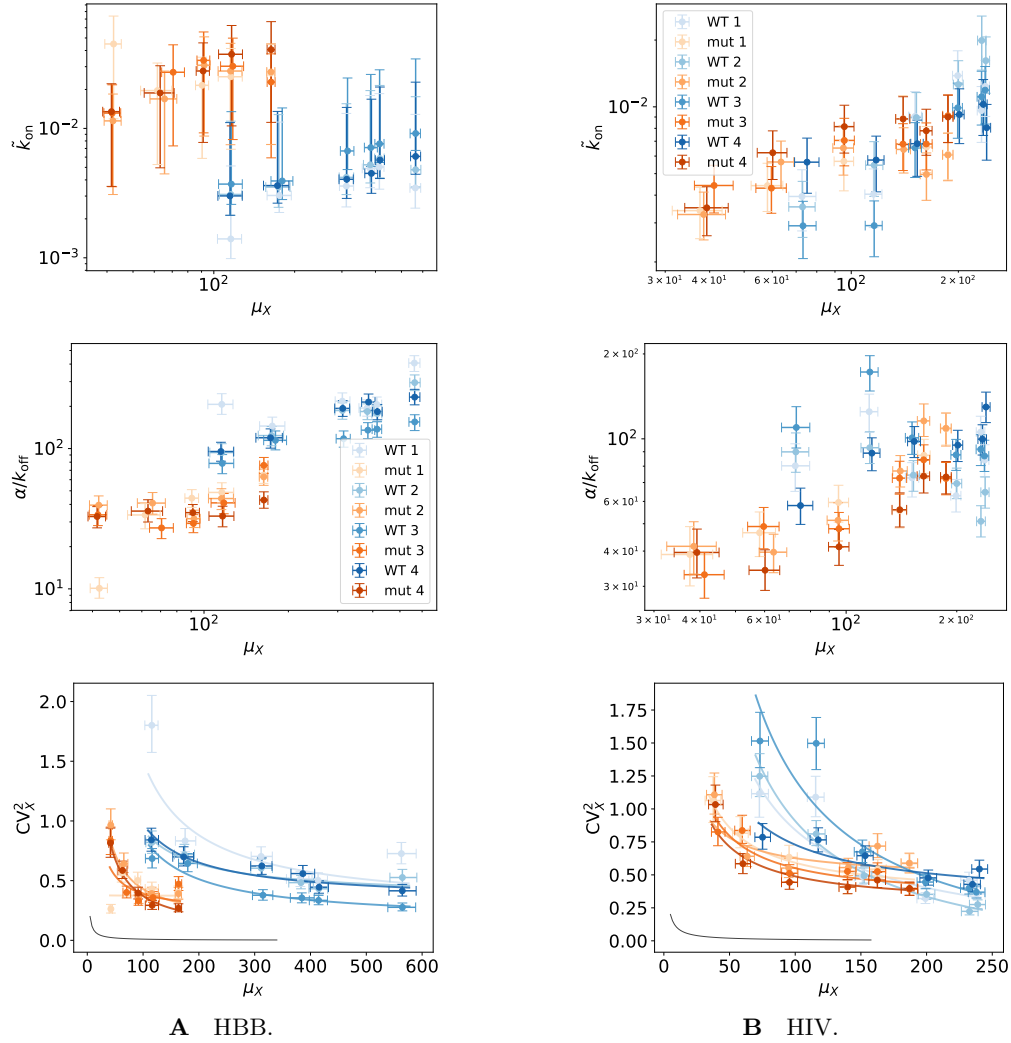 10⁻¹
10⁻²
10⁻³
k̃on
10²
μX
WT 1
mut 1
WT 2
mut 2
WT 3
mut 3
WT 4
mut 4
10⁻²
k̃on
3 × 10¹
4 × 10¹
6 × 10¹
10²
2 × 10²
μX
10²
10¹
α/koff
WT 1
mut 1
WT 2
mut 2
WT 3
mut 3
WT 4
mut 4
10²
μX
2 × 10²
10²
6 × 10¹
4 × 10¹
3 × 10¹
α/koff
3 × 10¹
4 × 10¹
6 × 10¹
10²
2 × 10²
μX
2.0
1.5
1.0
0.5
0.0
CV²X
0 100 200 300 400 500 600
μX
1.75
1.50
1.25
1.00
0.75
0.50
0.25
0.00
CV²X
0 50 100 150 200 250
μX
A HBB.
B HIV.